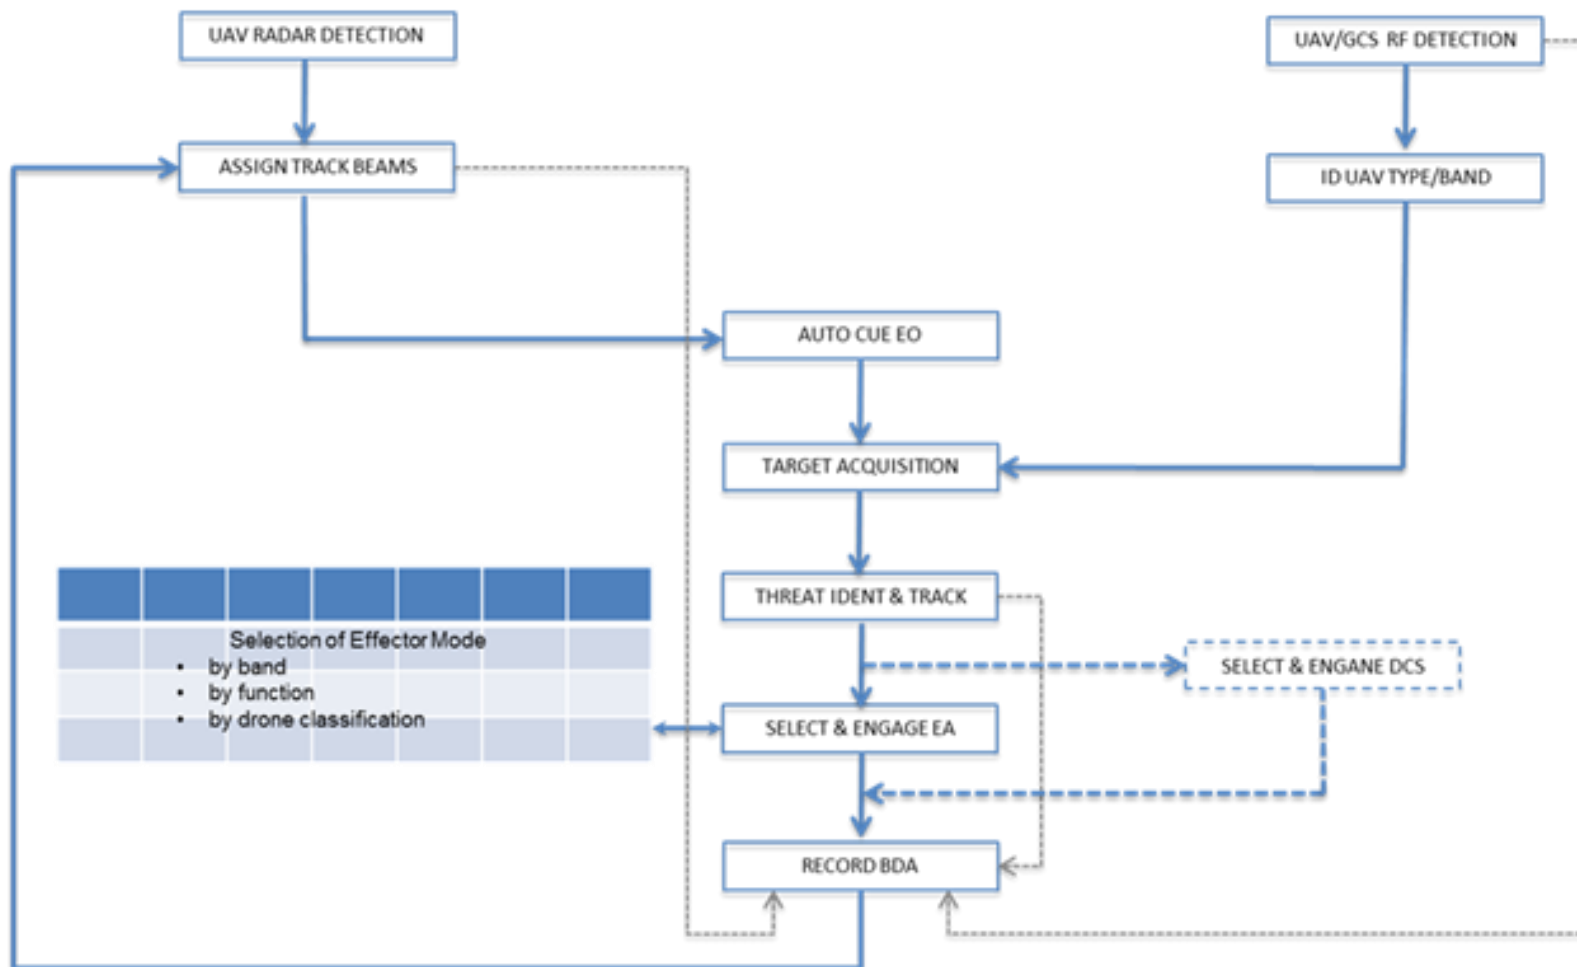 UAV RADAR DETECTION
UAV/GCS RF DETECTION
ASSIGN TRACK BEAMS
ID UAV TYPE/BAND
AUTO CUE EO
TARGET ACQUISITION
THREAT IDENT & TRACK
Selection of Effector Mode
• by band
• by function
• by drone classification
SELECT & ENGANE DCS
SELECT & ENGAGE EA
RECORD BDA